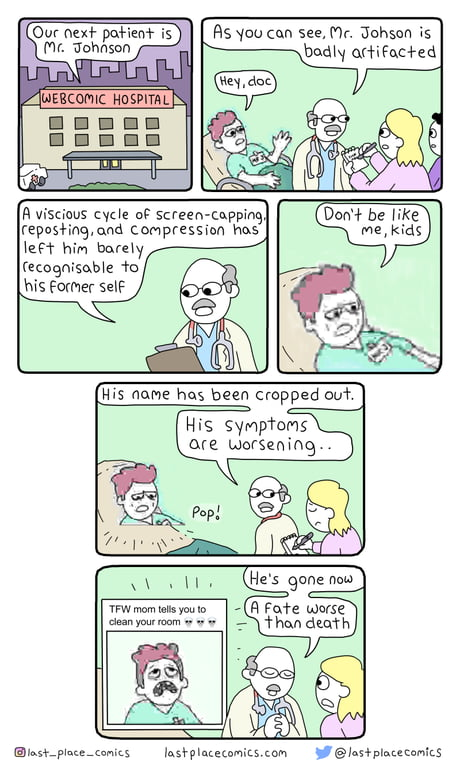 Our next patient is
Mr. Johnson
WEBCOMIC HOSPITAL
As you can see, Mr. Johson is
badly artifacted
Hey, doc
A viscious cycle of screen-capping,
reposting, and compression has
left him barely
recognisable to
his former self
Don't be like
me, kids
His name has been cropped out.
His symptoms
are worsening..
Pop!
He's gone now
A fate worse
than death
TFW mom tells you to
clean your room 💀 💀 💀
last_place_comics
lastplacecomics.com
@lastplacecomics